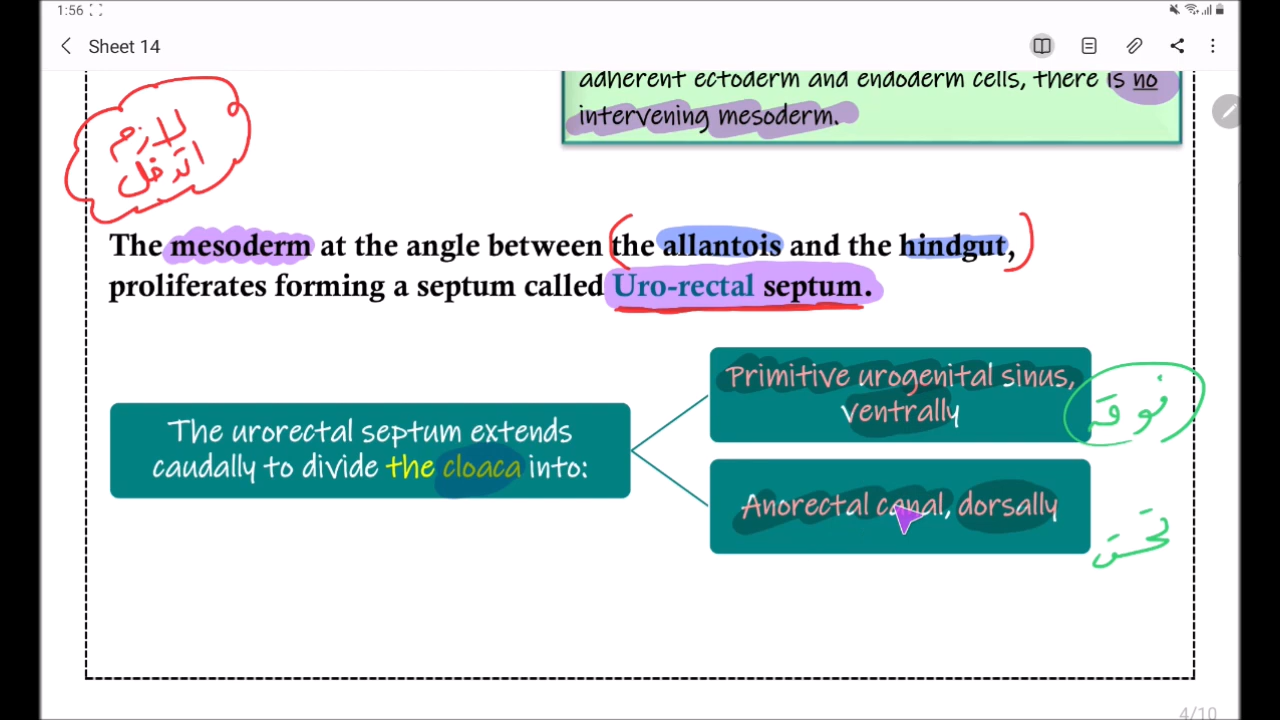 1:56
Sheet 14
adherent ectoderm and endoderm cells, there is no
intervening mesoderm.
لازم
اتدخل
The mesoderm at the angle between the allantois and the hindgut,
proliferates forming a septum called Uro-rectal septum.
The urorectal septum extends
caudally to divide the cloaca into:
Primitive urogenital sinus,
ventrally
فوق
Anorectal canal, dorsally
تحت
4/10